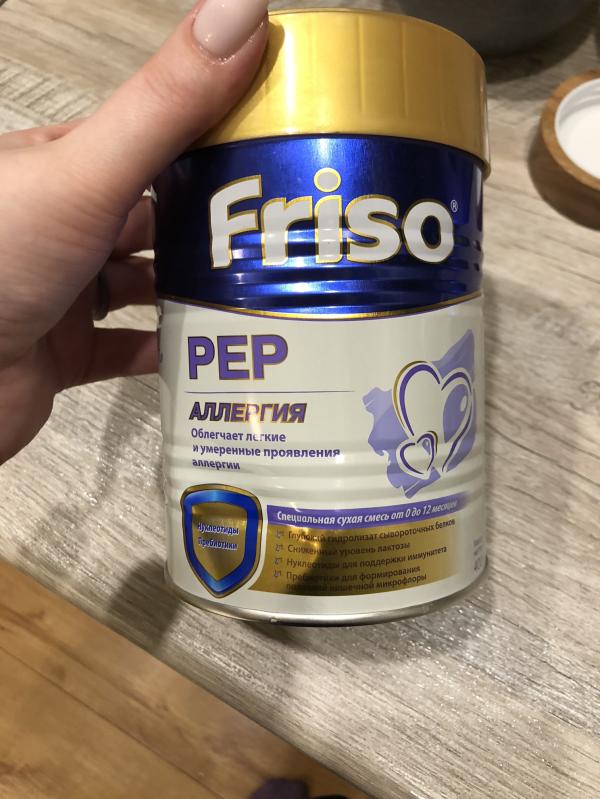 Friso®
PEP
АЛЛЕРГИЯ
Облегчает легкие
и умеренные проявления
аллергии
Нуклеотиды
Пребиотики
Специальная сухая смесь от 0 до 12 месяцев
Глубокий гидролизат сывороточных белков
Сниженный уровень лактозы
Нуклеотиды для поддержки иммунитета
Пребиотики для формирования
кишечной микрофлоры